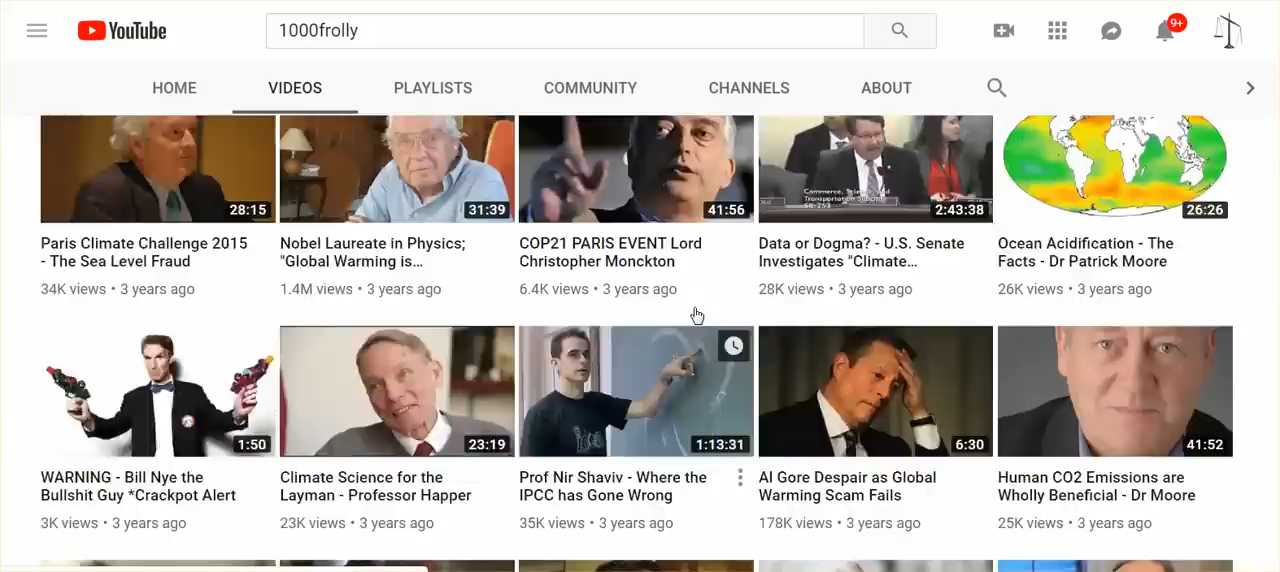 YouTube
1000frolly
9+
HOME VIDEOS PLAYLISTS COMMUNITY CHANNELS ABOUT
28:15
31:39
41:56
Commerce, Science, and
Transportation
SR-253
2:43:38
26:26
Paris Climate Challenge 2015
- The Sea Level Fraud
34K views • 3 years ago
Nobel Laureate in Physics;
"Global Warming is...
1.4M views • 3 years ago
COP21 PARIS EVENT Lord
Christopher Monckton
6.4K views • 3 years ago
Data or Dogma? - U.S. Senate
Investigates "Climate...
28K views • 3 years ago
Ocean Acidification - The
Facts - Dr Patrick Moore
26K views • 3 years ago
1:50
23:19
1:13:31
6:30
41:52
WARNING - Bill Nye the
Bullshit Guy *Crackpot Alert
3K views • 3 years ago
Climate Science for the
Layman - Professor Happer
23K views • 3 years ago
Prof Nir Shaviv - Where the
IPCC has Gone Wrong
35K views • 3 years ago
Al Gore Despair as Global
Warming Scam Fails
178K views • 3 years ago
Human CO2 Emissions are
Wholly Beneficial - Dr Moore
25K views • 3 years ago